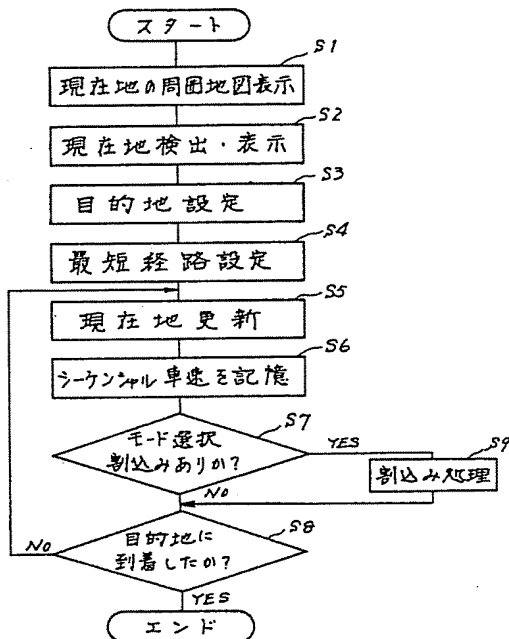 スタート
S1
現在地の周囲地図表示
S2
現在地検出・表示
S3
目的地設定
S4
最短経路設定
S5
現在地更新
S6
シーケンシャル車速を記憶
S7
モード選択
割込みありか?
YES
S9
割込み処理
NO
S8
目的地に
到着したか?
NO
YES
エンド